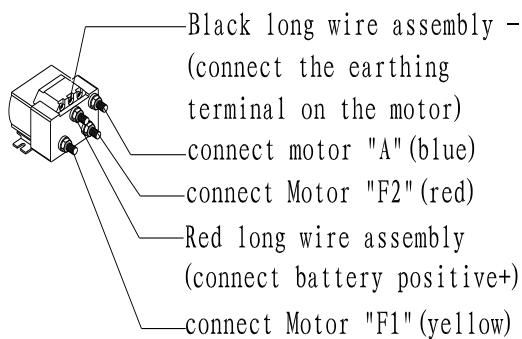 Black long wire assembly −
(connect the earthing
terminal on the motor)
connect motor "A"(blue)
connect Motor "F2"(red)
Red long wire assembly
(connect battery positive+)
connect Motor "F1"(yellow)